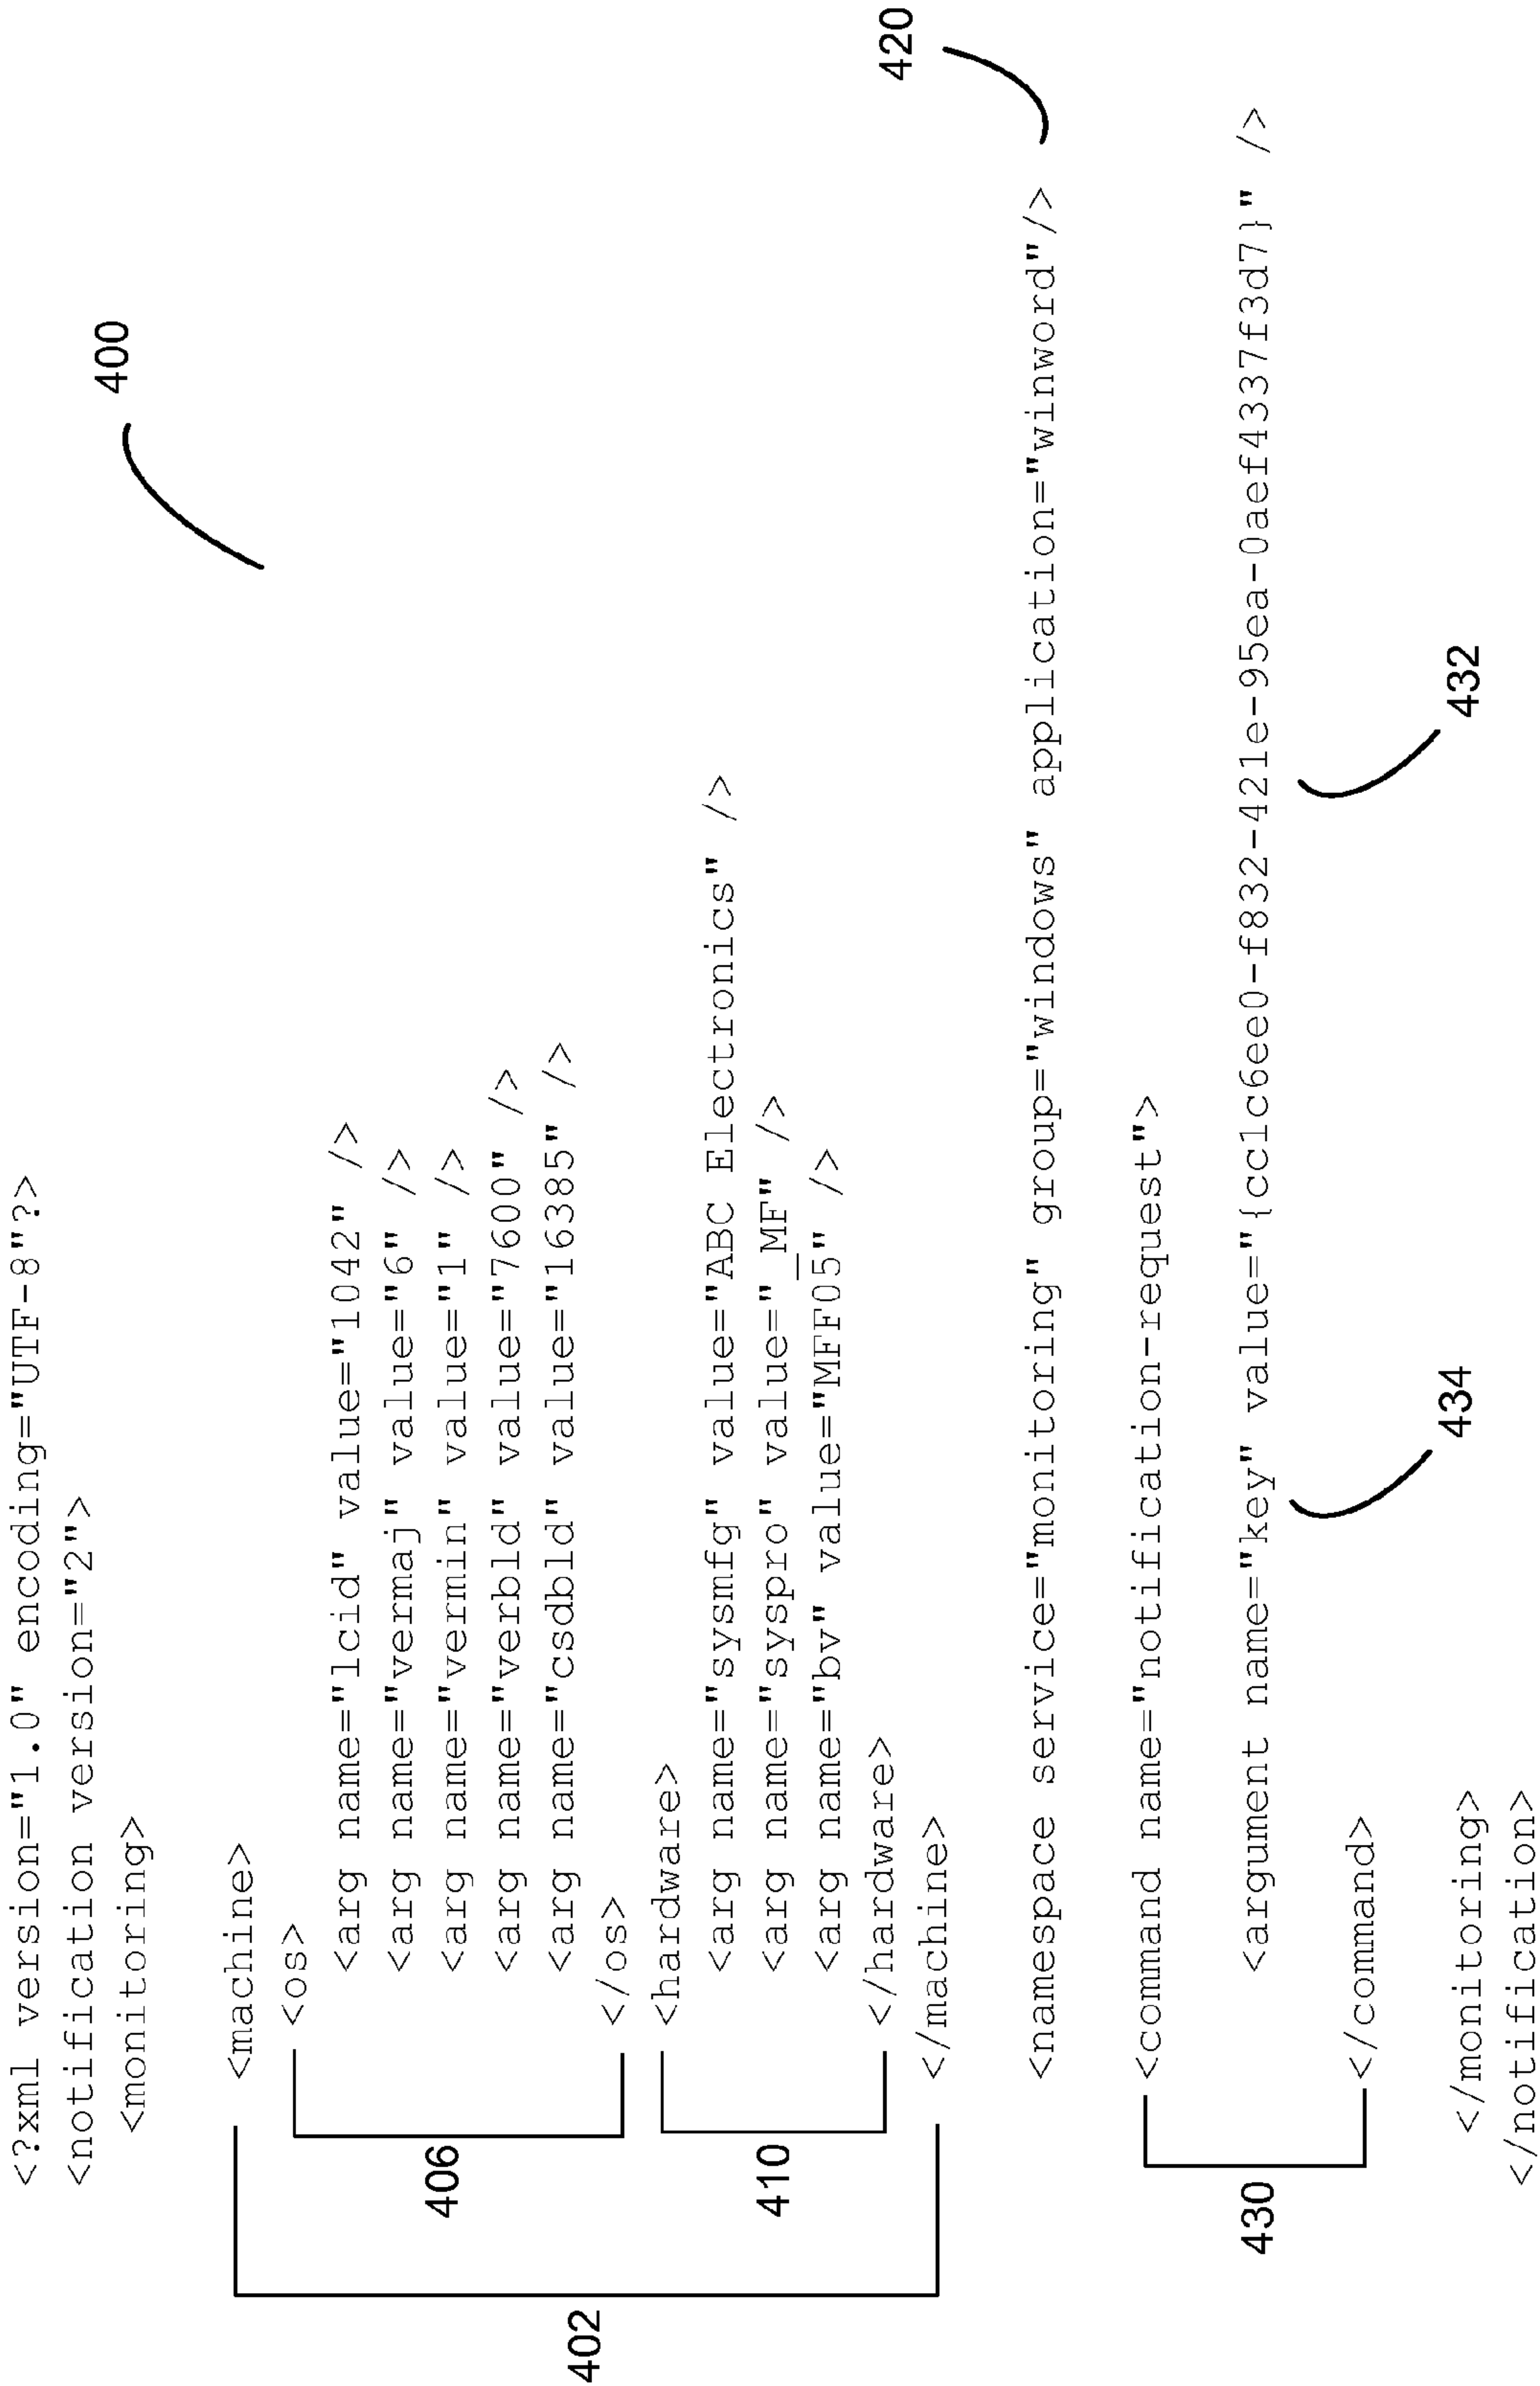 <?xml version="1.0" encoding="UTF-8"?>
<notification version="2">
<monitoring>
400
<machine>
<os>
<arg name="lcid" value="1042" />
<arg name="vermaj" value="6" />
<arg name="vermin" value="1" />
<arg name="verbld" value="7600" />
<arg name="csdbld" value="16385" />
</os>
406
<hardware>
<arg name="sysmfg" value="ABC Electronics" />
<arg name="syspro" value="_MF" />
<arg name="bv" value="MFF05" />
</hardware>
410
</machine>
402
420
<namespace service="monitoring" group="windows" application="winword"/>
<command name="notification-request">
<argument name="key" value="{cc1c6ee0-f832-421e-95ea-0aef4337f3d7}" />
</command>
430
434
432
</monitoring>
</notification>